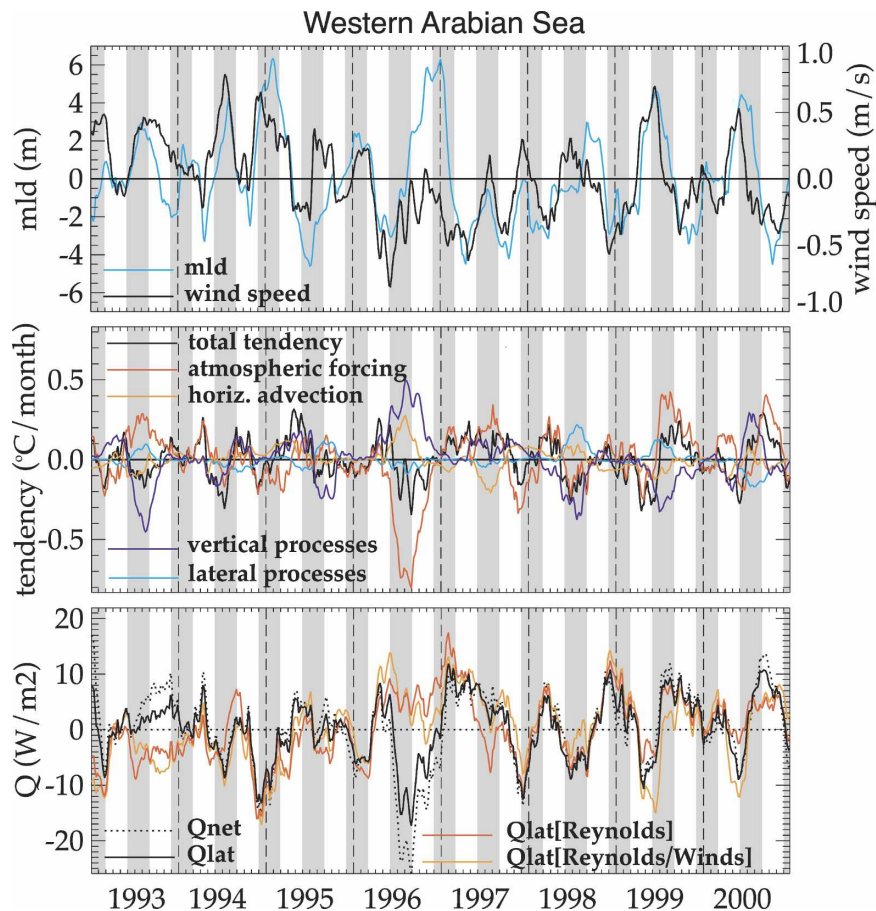 Western Arabian Sea
6
4
2
0
-2
-4
-6
mld (m)
1.0
0.5
0.0
-0.5
-1.0
wind speed (m/s)
mld
wind speed
total tendency
atmospheric forcing
horiz. advection
0.5
0.0
-0.5
tendency (°C/month)
vertical processes
lateral processes
20
10
0
-10
-20
Q (W/m2)
Qnet
Qlat
Qlat[Reynolds]
Qlat[Reynolds/Winds]
1993 1994 1995 1996 1997 1998 1999 2000